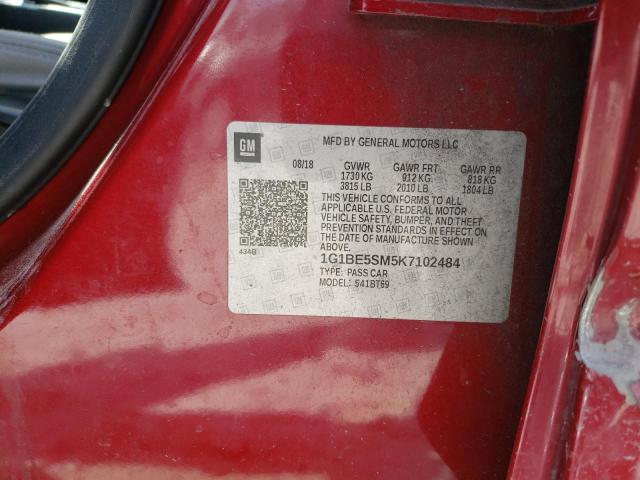 GM
MFD BY GENERAL MOTORS LLC
08/18 GVWR GAWR FRT GAWR RR
1730 KG 912 KG 818 KG
3815 LB 2010 LB 1804 LB
THIS VEHICLE CONFORMS TO ALL
APPLICABLE U.S. FEDERAL MOTOR
VEHICLE SAFETY, BUMPER, AND THEFT
PREVENTION STANDARDS IN EFFECT ON
THE DATE OF MANUFACTURE SHOWN
ABOVE.
434B
1G1BE5SM5K7102484
TYPE: PASS CAR
MODEL: 541BT69